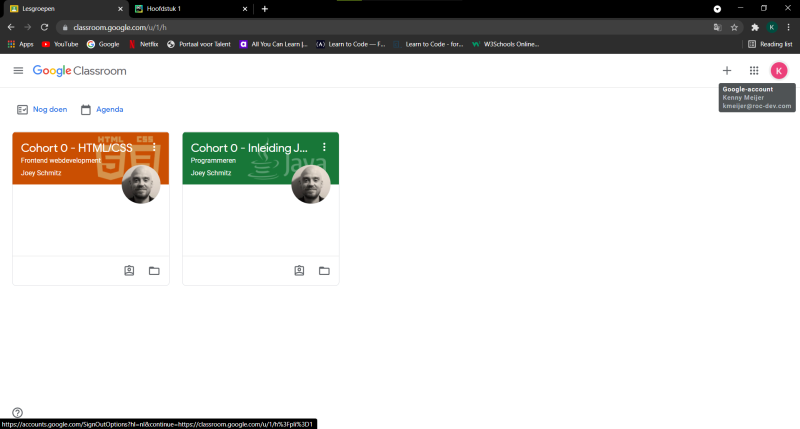 Lesgroepen
Hoofdstuk 1
classroom.google.com/u/1/h
K
Apps
YouTube
Google
Netflix
Portaal voor Talent
All You Can Learn |...
Learn to Code — F...
Learn to Code - for...
W3Schools Online...
Reading list
Google Classroom
K
Google-account
Kenny Meijer
kmeijer@roc-dev.com
Nog doen
Agenda
HTML CSS
Cohort 0 - HTML/CSS
Frontend webdevelopment
Joey Schmitz
Cohort 0 - Inleiding J...
Programmeren
Joey Schmitz
Java
https://accounts.google.com/SignOutOptions?hl=nl&continue=https://classroom.google.com/u/1/h%3Fpli%3D1